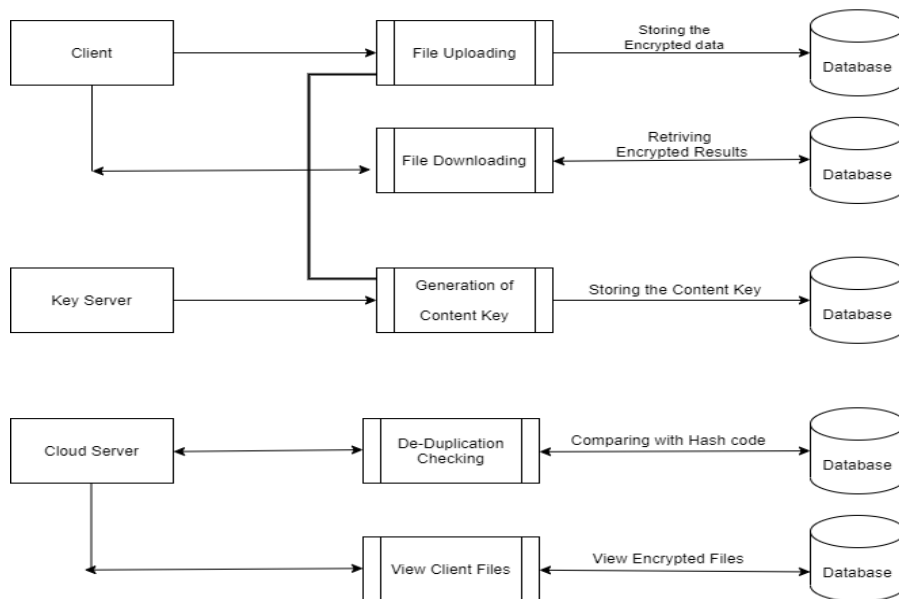 Client
File Uploading
Storing the
Encrypted data
Database
File Downloading
Retriving
Encrypted Results
Database
Key Server
Generation of
Content Key
Storing the Content Key
Database
Cloud Server
De-Duplication
Checking
Comparing with Hash code
Database
View Client Files
View Encrypted Files
Database